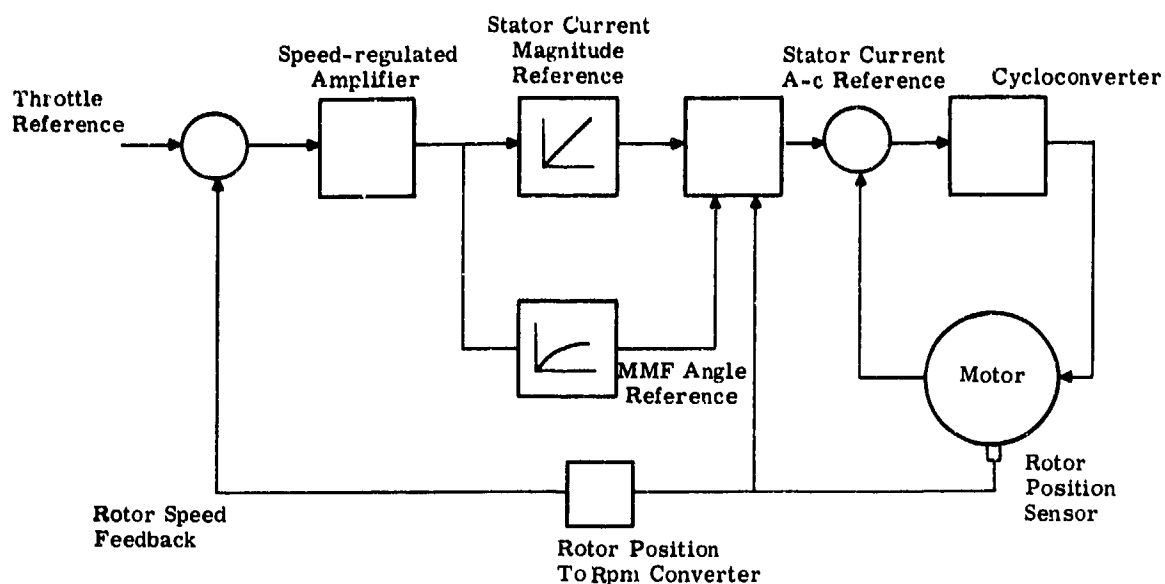 Throttle
Reference
Speed-regulated
Amplifier
Stator Current
Magnitude
Reference
Stator Current
A-c Reference
Cycloconverter
MMF Angle
Reference
Motor
Rotor
Position
Sensor
Rotor Speed
Feedback
Rotor Position
To Rpm Converter